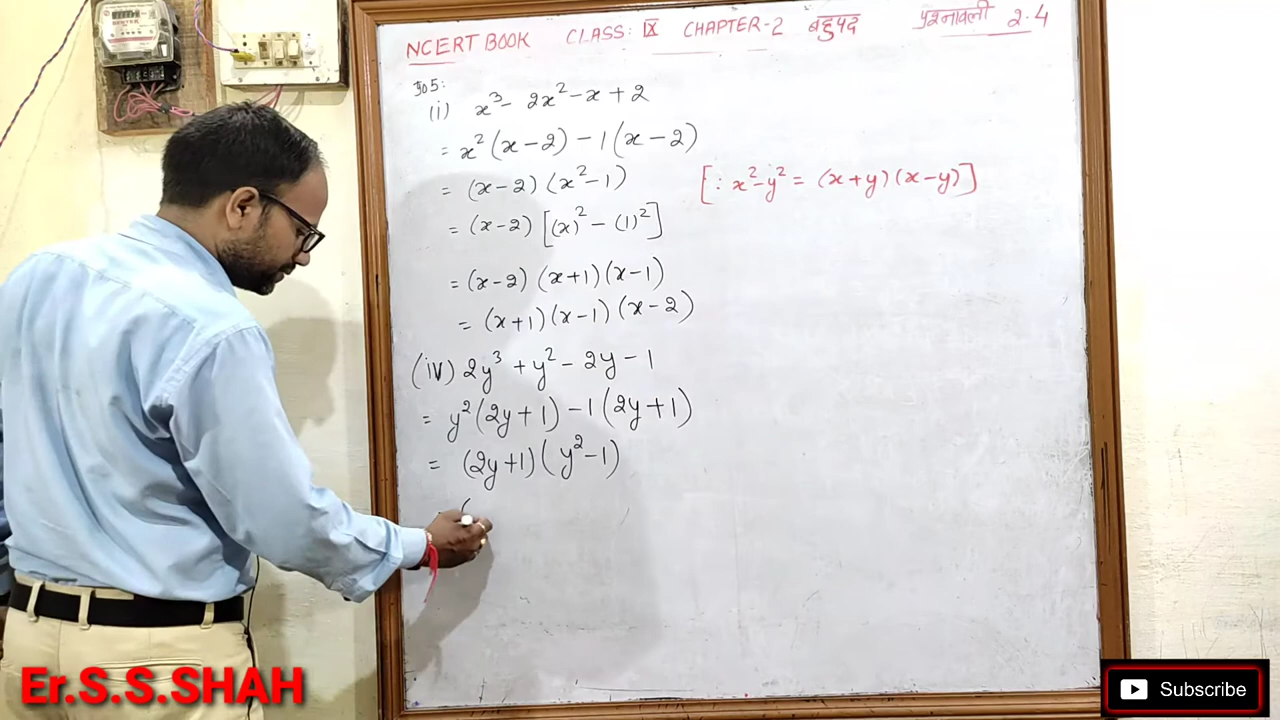 NCERT BOOK CLASS: IX CHAPTER-2 बहुपद प्रश्नावली 2.4
प्र०5:
(i) x³ - 2x² - x + 2
= x² (x - 2) - 1 (x - 2)
= (x - 2) (x² - 1) [∵ x² - y² = (x + y) (x - y)]
= (x - 2) [(x)² - (1)²]
= (x - 2) (x + 1) (x - 1)
= (x + 1) (x - 1) (x - 2)
(iv) 2y³ + y² - 2y - 1
= y² (2y + 1) - 1 (2y + 1)
= (2y + 1) (y² - 1)
(
Er.S.S.SHAH
Subscribe